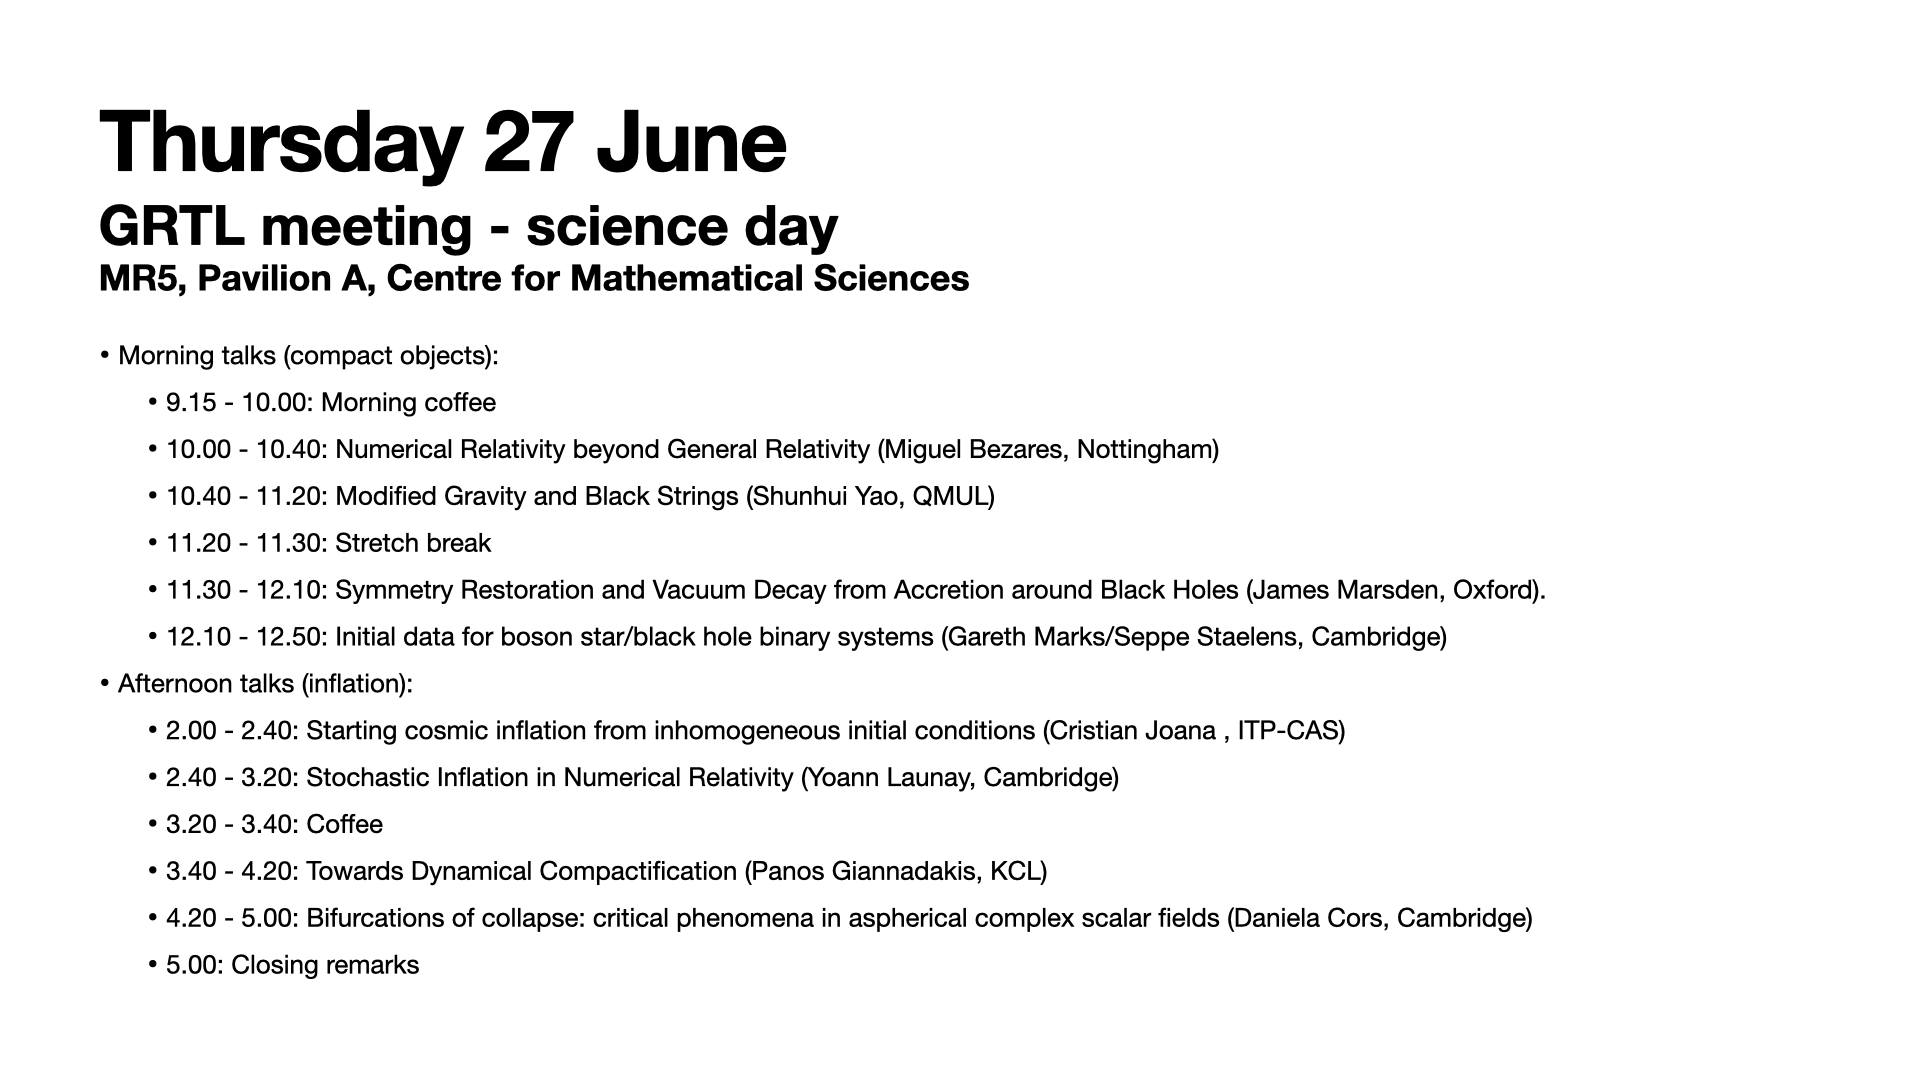 Thursday 27 June
GRTL meeting - science day
MR5, Pavilion A, Centre for Mathematical Sciences
• Morning talks (compact objects):
• 9.15 - 10.00: Morning coffee
• 10.00 - 10.40: Numerical Relativity beyond General Relativity (Miguel Bezares, Nottingham)
• 10.40 - 11.20: Modified Gravity and Black Strings (Shunhui Yao, QMUL)
• 11.20 - 11.30: Stretch break
• 11.30 - 12.10: Symmetry Restoration and Vacuum Decay from Accretion around Black Holes (James Marsden, Oxford).
• 12.10 - 12.50: Initial data for boson star/black hole binary systems (Gareth Marks/Seppe Staelens, Cambridge)
• Afternoon talks (inflation):
• 2.00 - 2.40: Starting cosmic inflation from inhomogeneous initial conditions (Cristian Joana , ITP-CAS)
• 2.40 - 3.20: Stochastic Inflation in Numerical Relativity (Yoann Launay, Cambridge)
• 3.20 - 3.40: Coffee
• 3.40 - 4.20: Towards Dynamical Compactification (Panos Giannadakis, KCL)
• 4.20 - 5.00: Bifurcations of collapse: critical phenomena in aspherical complex scalar fields (Daniela Cors, Cambridge)
• 5.00: Closing remarks